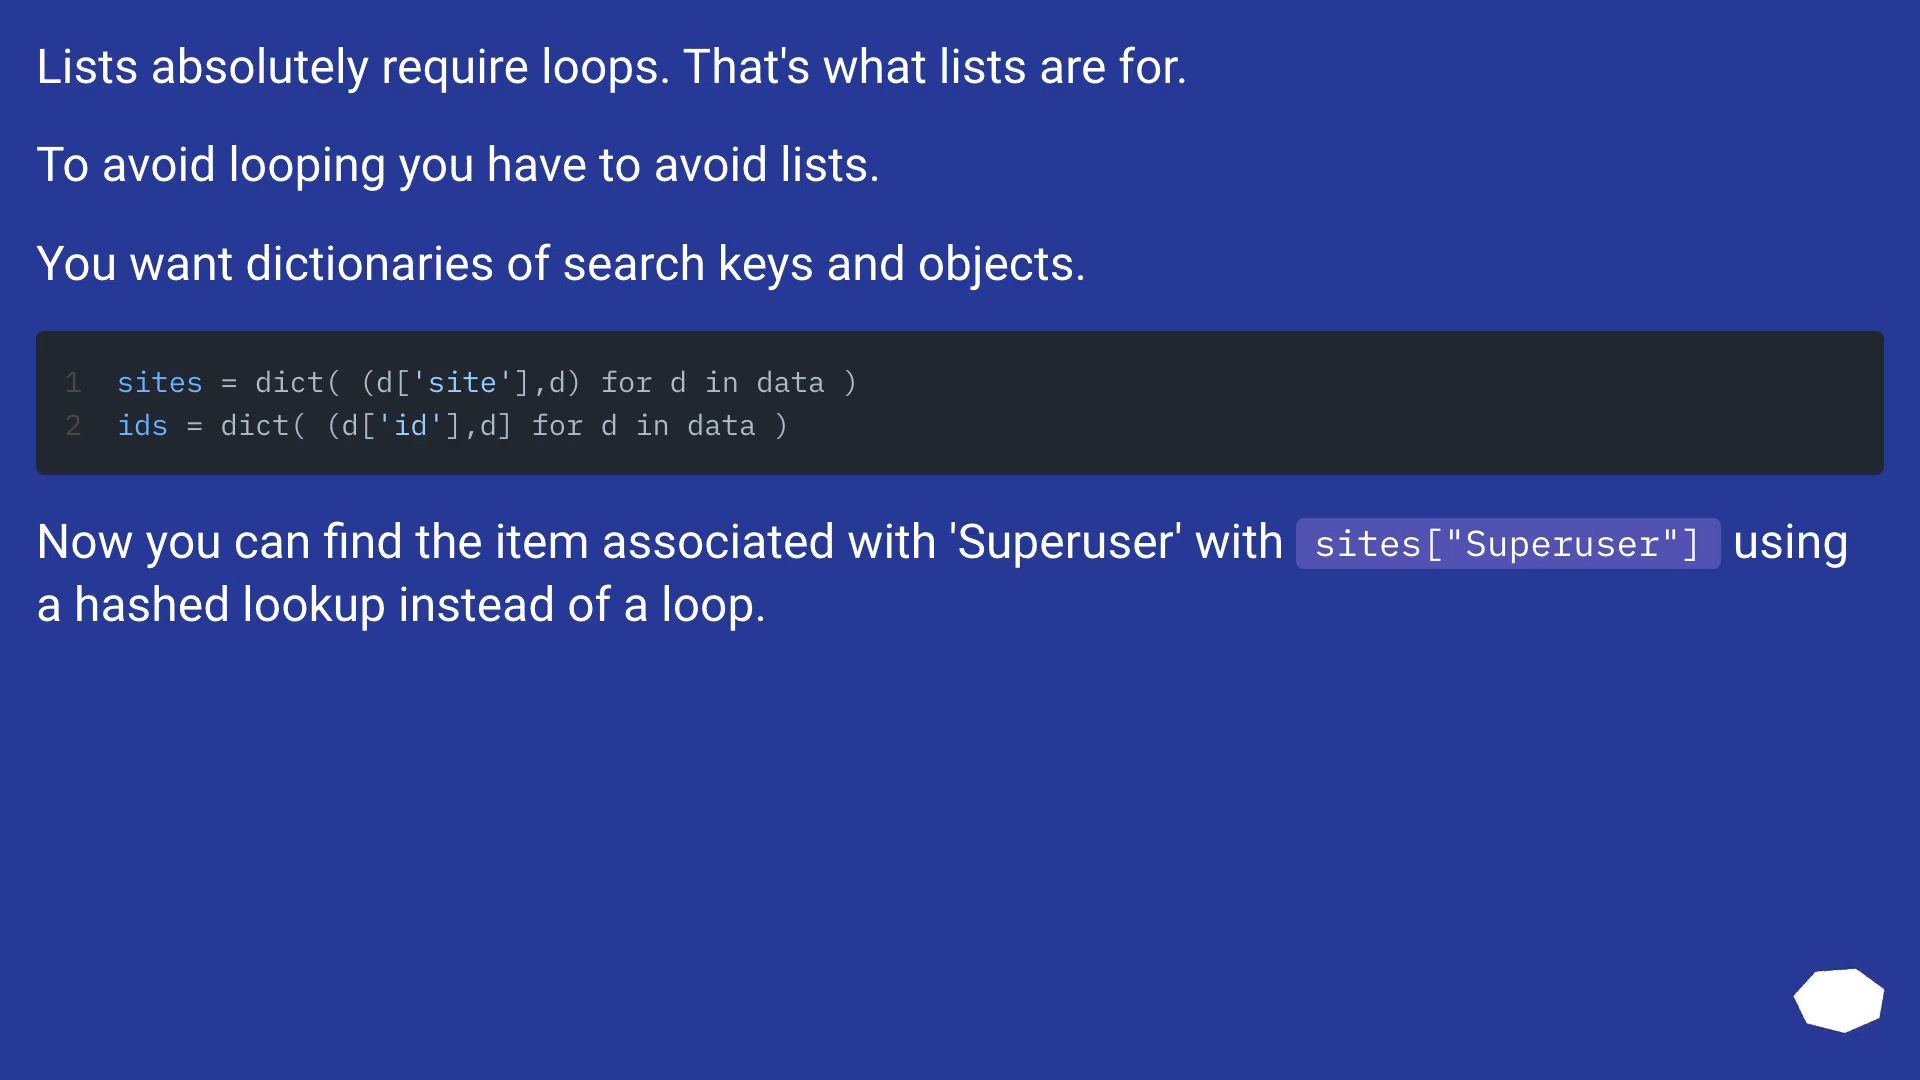 Lists absolutely require loops. That's what lists are for.
To avoid looping you have to avoid lists.
You want dictionaries of search keys and objects.
1 sites = dict( (d['site'],d) for d in data )
2 ids = dict( (d['id'],d] for d in data )
Now you can find the item associated with 'Superuser' with sites["Superuser"] using
a hashed lookup instead of a loop.